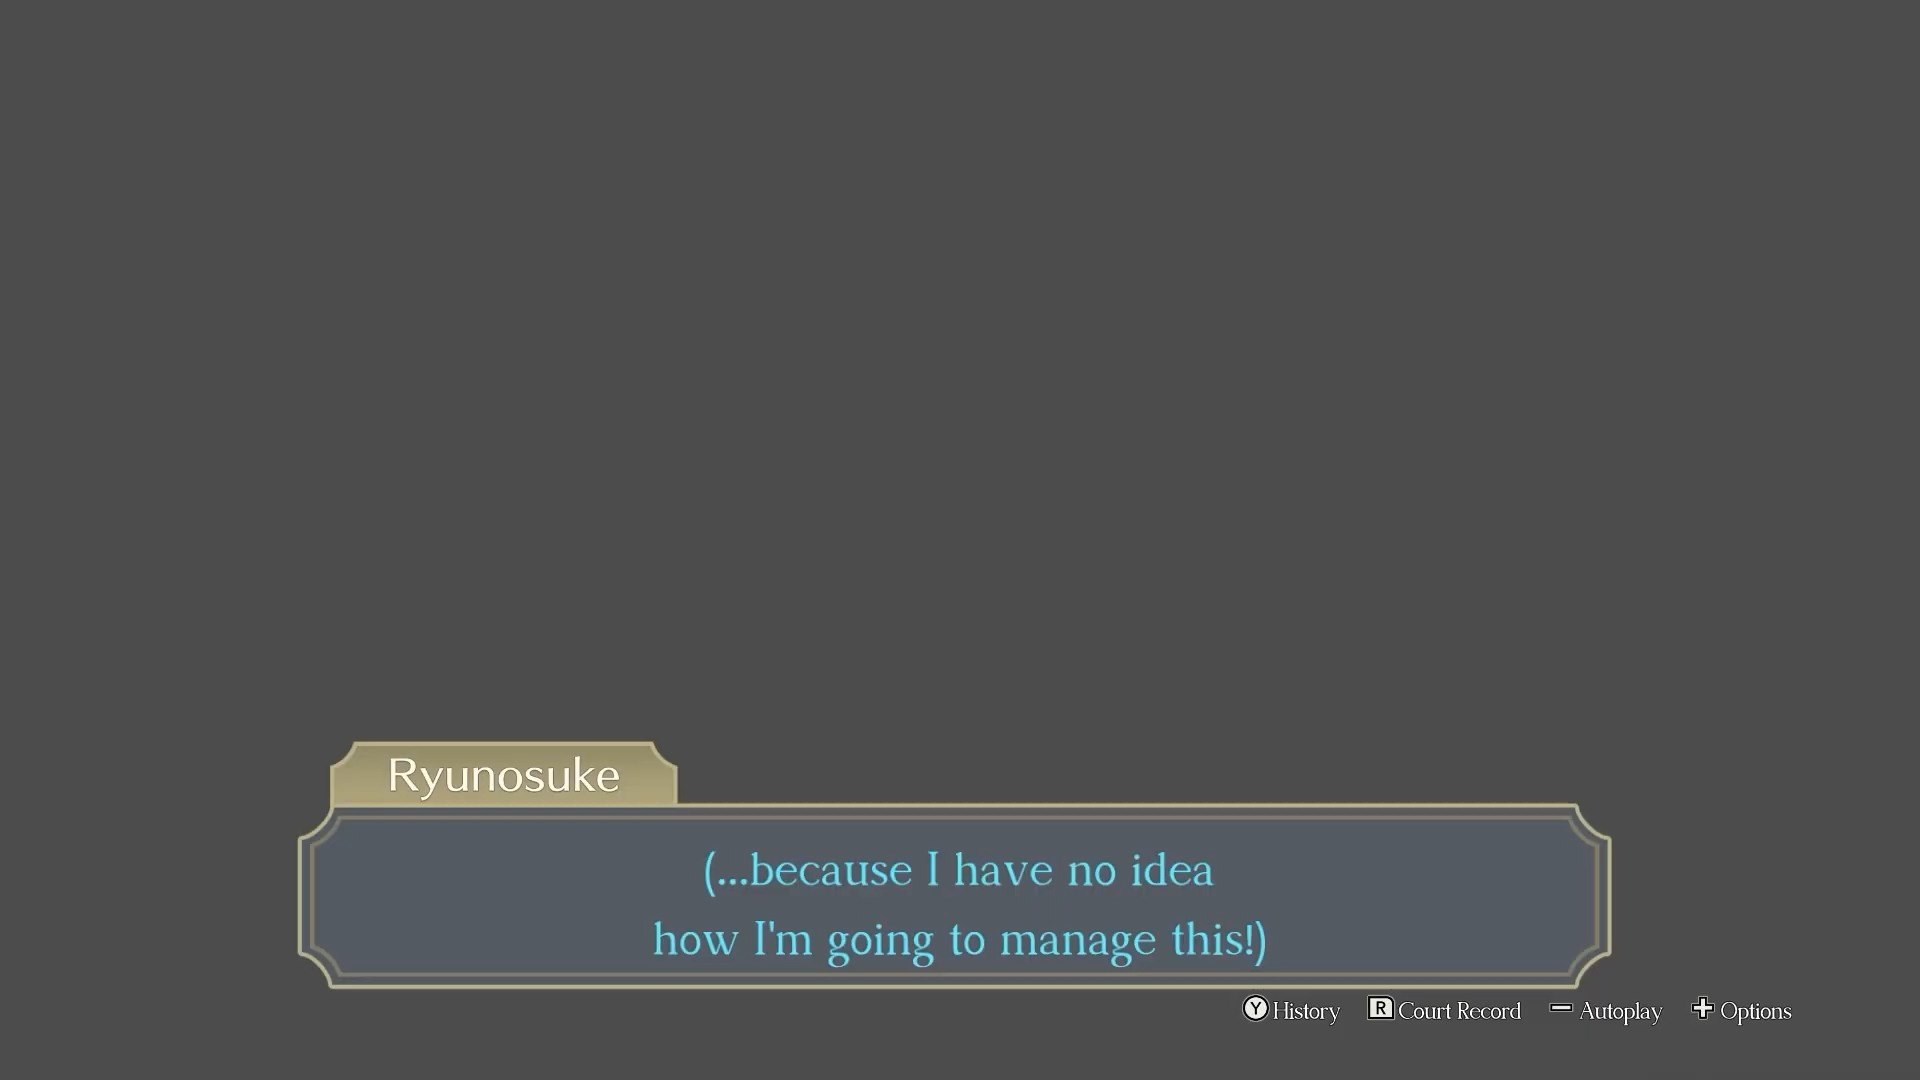 Ryunosuke
(...because I have no idea
how I'm going to manage this!)
Y History R Court Record Autoplay Options